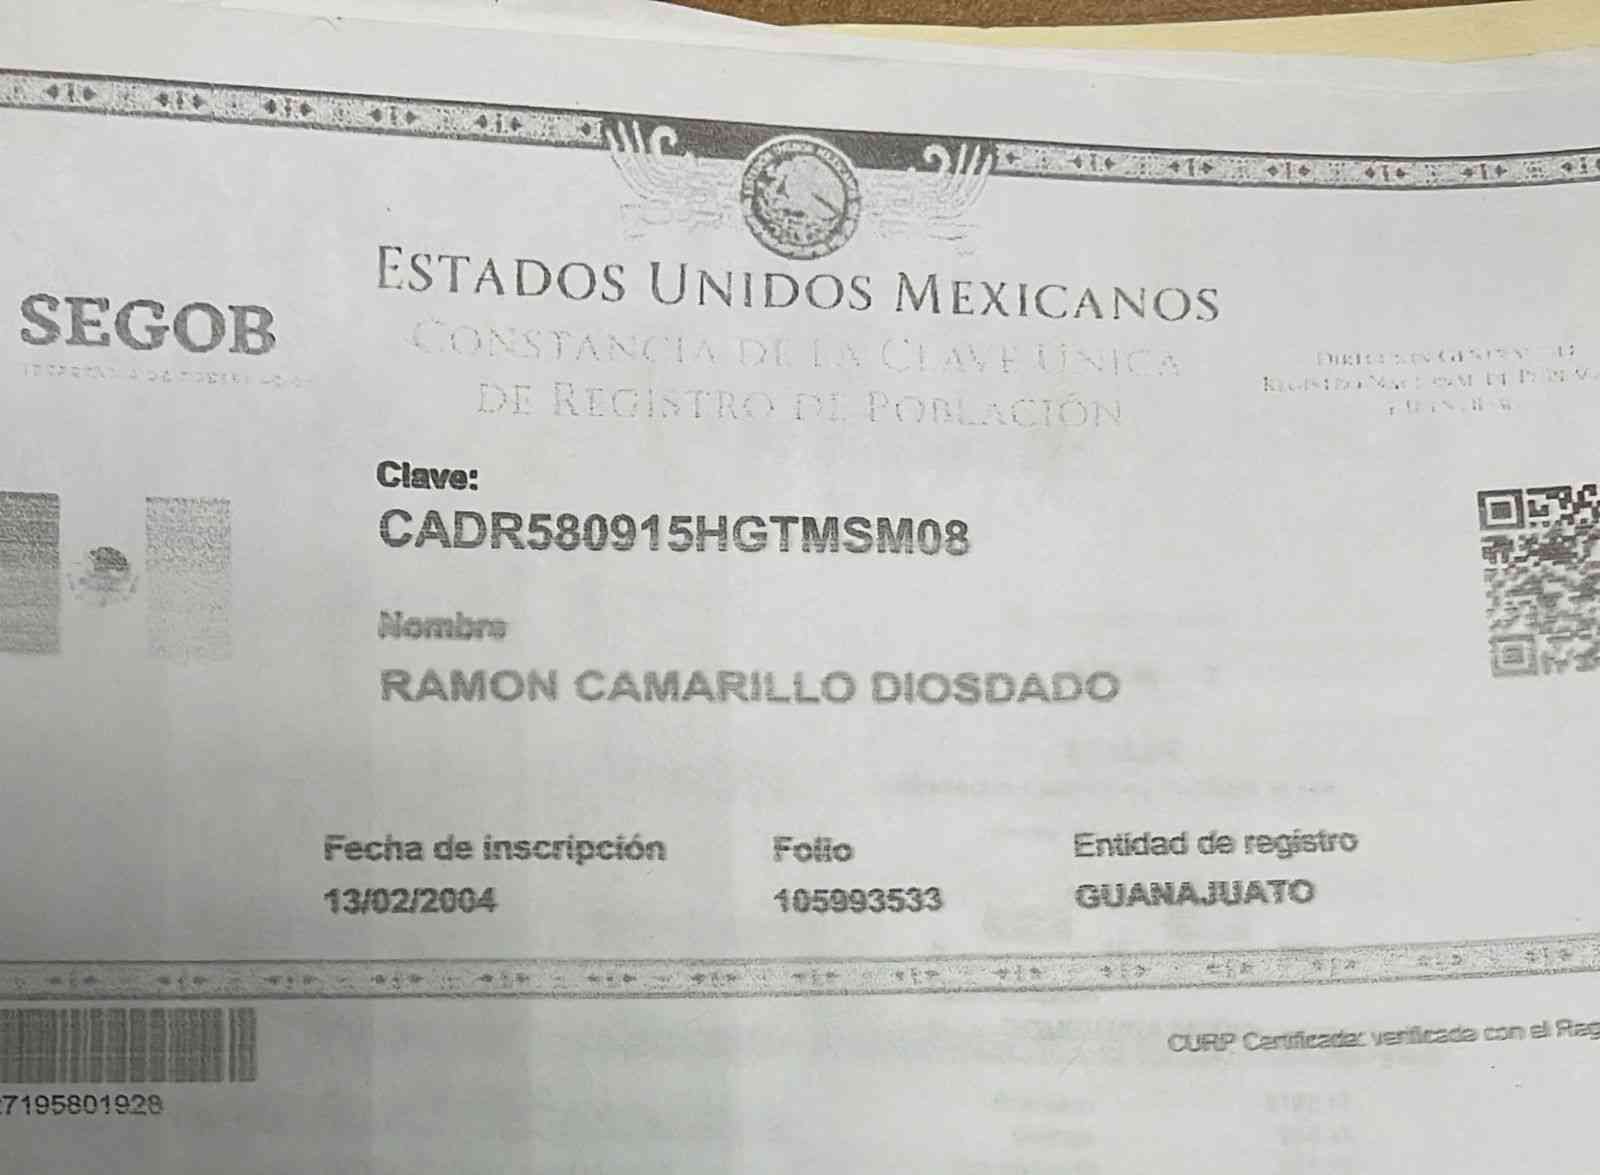 ESTADOS UNIDOS MEXICANOS
SEGOB
CONSTANCIA DE LA CLAVE ÚNICA
DE REGISTRO DE POBLACIÓN
Clave:
CADR580915HGTMSM08
Nombre
RAMON CAMARILLO DIOSDADO
Fecha de inscripción
Folio
Entidad de registro
13/02/2004
105993533
GUANAJUATO
CURP Certificada: verificada con el
7195801928